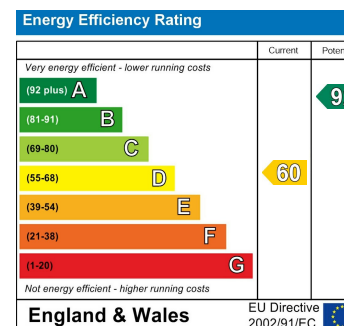 Energy Efficiency Rating
Current
Very energy efficient - lower running costs
(92 plus) A
(81-91) B
(69-80) C
(55-68) D
60
(39-54) E
(21-38) F
(1-20) G
Not energy efficient - higher running costs
England & Wales
EU Directive
2002/91/EC